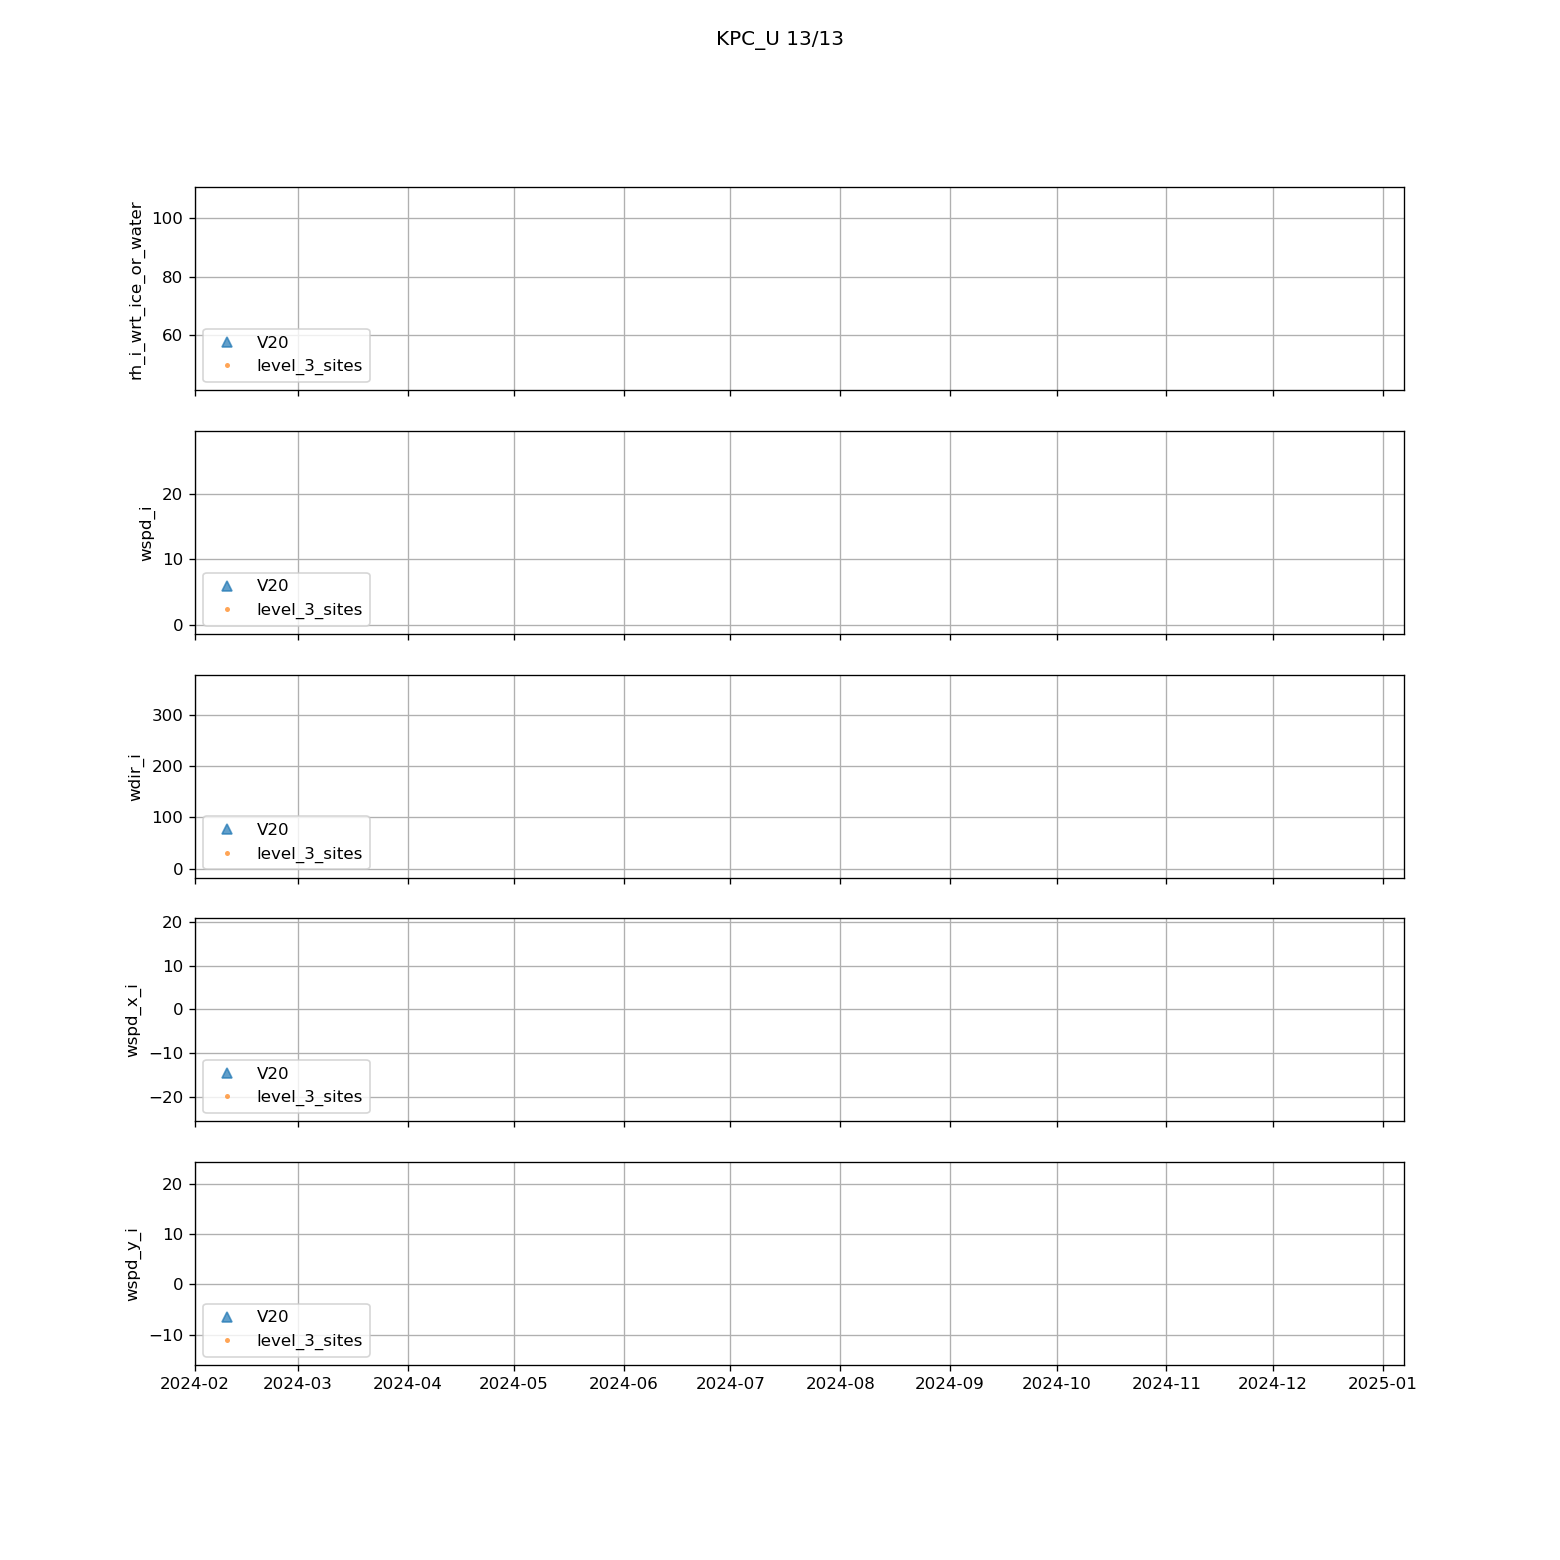 KPC_U 13/13
rh_i_wrt_ice_or_water
100
80
60
V20
level_3_sites
wspd_i
20
10
0
V20
level_3_sites
wdir_i
300
200
100
0
V20
level_3_sites
wspd_x_i
20
10
0
−10
−20
V20
level_3_sites
wspd_y_i
20
10
0
−10
V20
level_3_sites
2024-02 2024-03 2024-04 2024-05 2024-06 2024-07 2024-08 2024-09 2024-10 2024-11 2024-12 2025-01